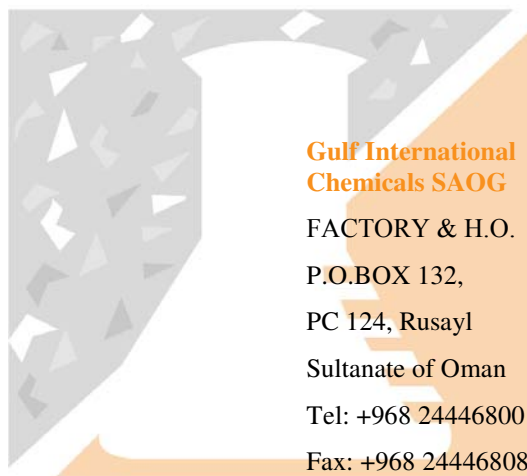 Gulf International
Chemicals SAOG
FACTORY & H.O.
P.O.BOX 132,
PC 124, Rusayl
Sultanate of Oman
Tel: +968 24446800
Fax: +968 24446808